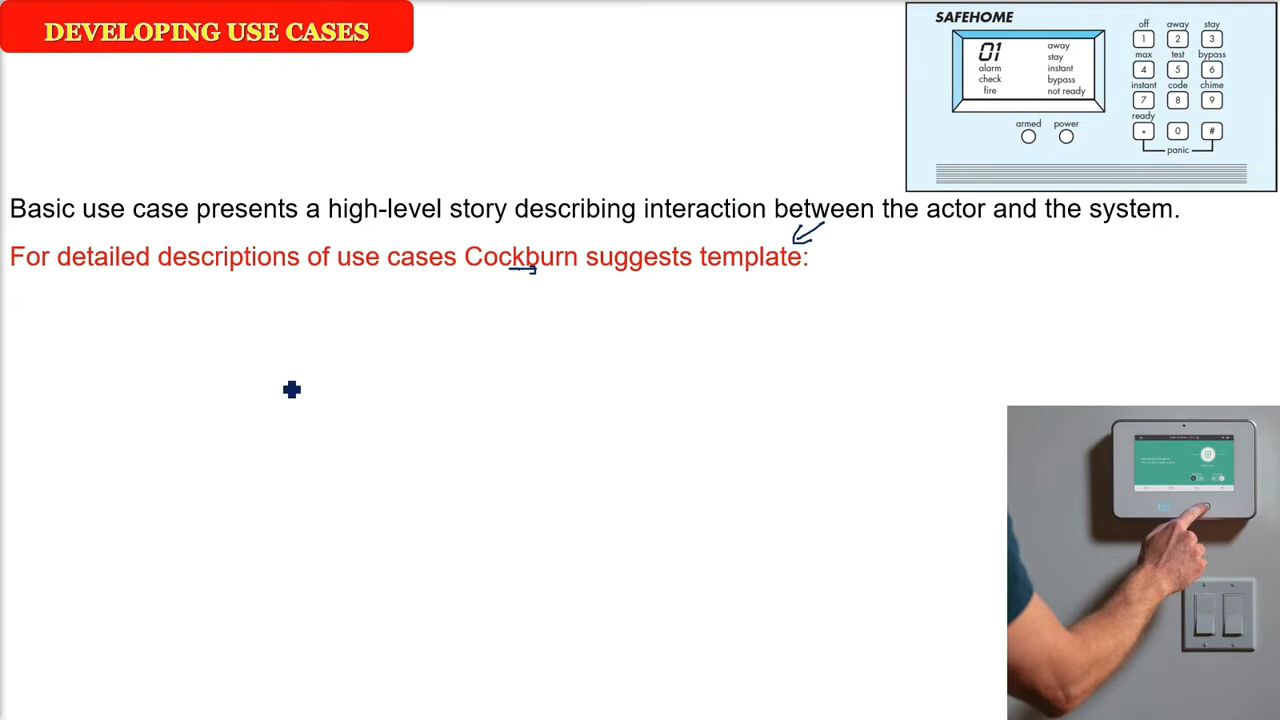 DEVELOPING USE CASES
SAFEHOME
01
alarm
check
fire
away
stay
instant
bypass
not ready
armed power
off away stay
1 2 3
max test bypass
4 5 6
instant code chime
7 8 9
ready
* 0 #
panic
Basic use case presents a high-level story describing interaction between the actor and the system.
For detailed descriptions of use cases Cockburn suggests template: